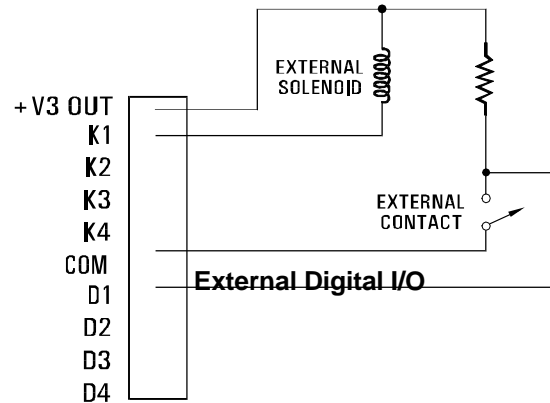 EXTERNAL
SOLENOID
+V3 OUT
K1
K2
K3
K4
EXTERNAL
CONTACT
COM
External Digital I/O
D1
D2
D3
D4